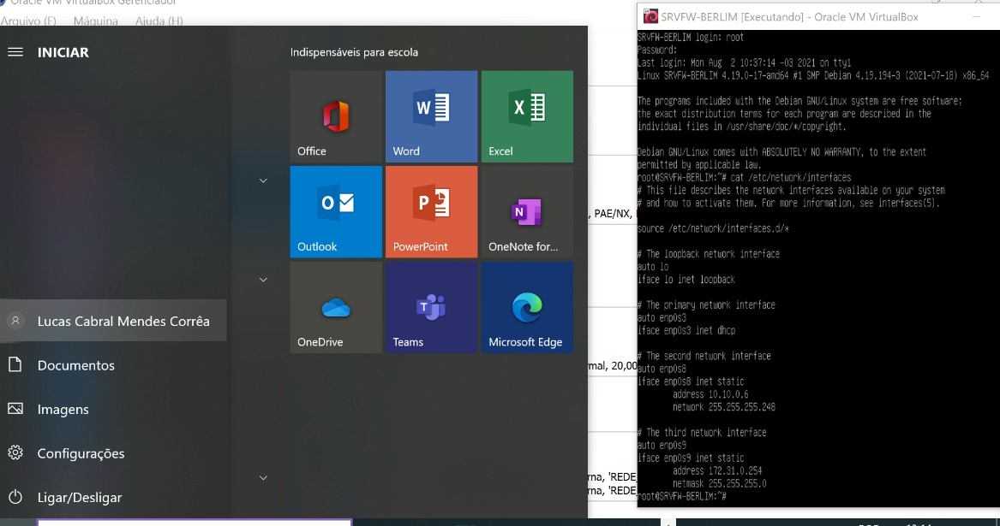 Oracle VM VirtualBox Gerenciador
Arquivo (F) Máquina Ajuda (H)
INICIAR
Lucas Cabral Mendes Corrêa
Documentos
Imagens
Configurações
Ligar/Desligar
Indispensáveis para escola
Office
Word
Excel
Outlook
PowerPoint
OneNote for...
OneDrive
Teams
Microsoft Edge
, PAE/NX,
mal, 20,00
rna, 'REDE
rna, 'REDE
SRVFW-BERLIM [Executando] - Oracle VM VirtualBox
SRVFW-BERLIM login: root
Password:
Last login: Mon Aug  2 10:37:14 -03 2021 on tty1
Linux SRVFW-BERLIM 4.19.0-17-amd64 #1 SMP Debian 4.19.194-3 (2021-07-18) x86_64
The programs included with the Debian GNU/Linux system are free software;
the exact distribution terms for each program are described in the
individual files in /usr/share/doc/*/copyright.
Debian GNU/Linux comes with ABSOLUTELY NO WARRANTY, to the extent
permitted by applicable law.
root@SRVFW-BERLIM:~# cat /etc/network/interfaces
# This file describes the network interfaces available on your system
# and how to activate them. For more information, see interfaces(5).
source /etc/network/interfaces.d/*
# The loopback network interface
auto lo
iface lo inet loopback
# The primary network interface
auto enp0s3
iface enp0s3 inet dhcp
# The second network interface
auto enp0s8
iface enp0s8 inet static
address 10.10.0.6
network 255.255.255.248
# The third network interface
auto enp0s9
iface enp0s9 inet static
address 172.31.0.254
netmask 255.255.255.0
root@SRVFW-BERLIM:~#